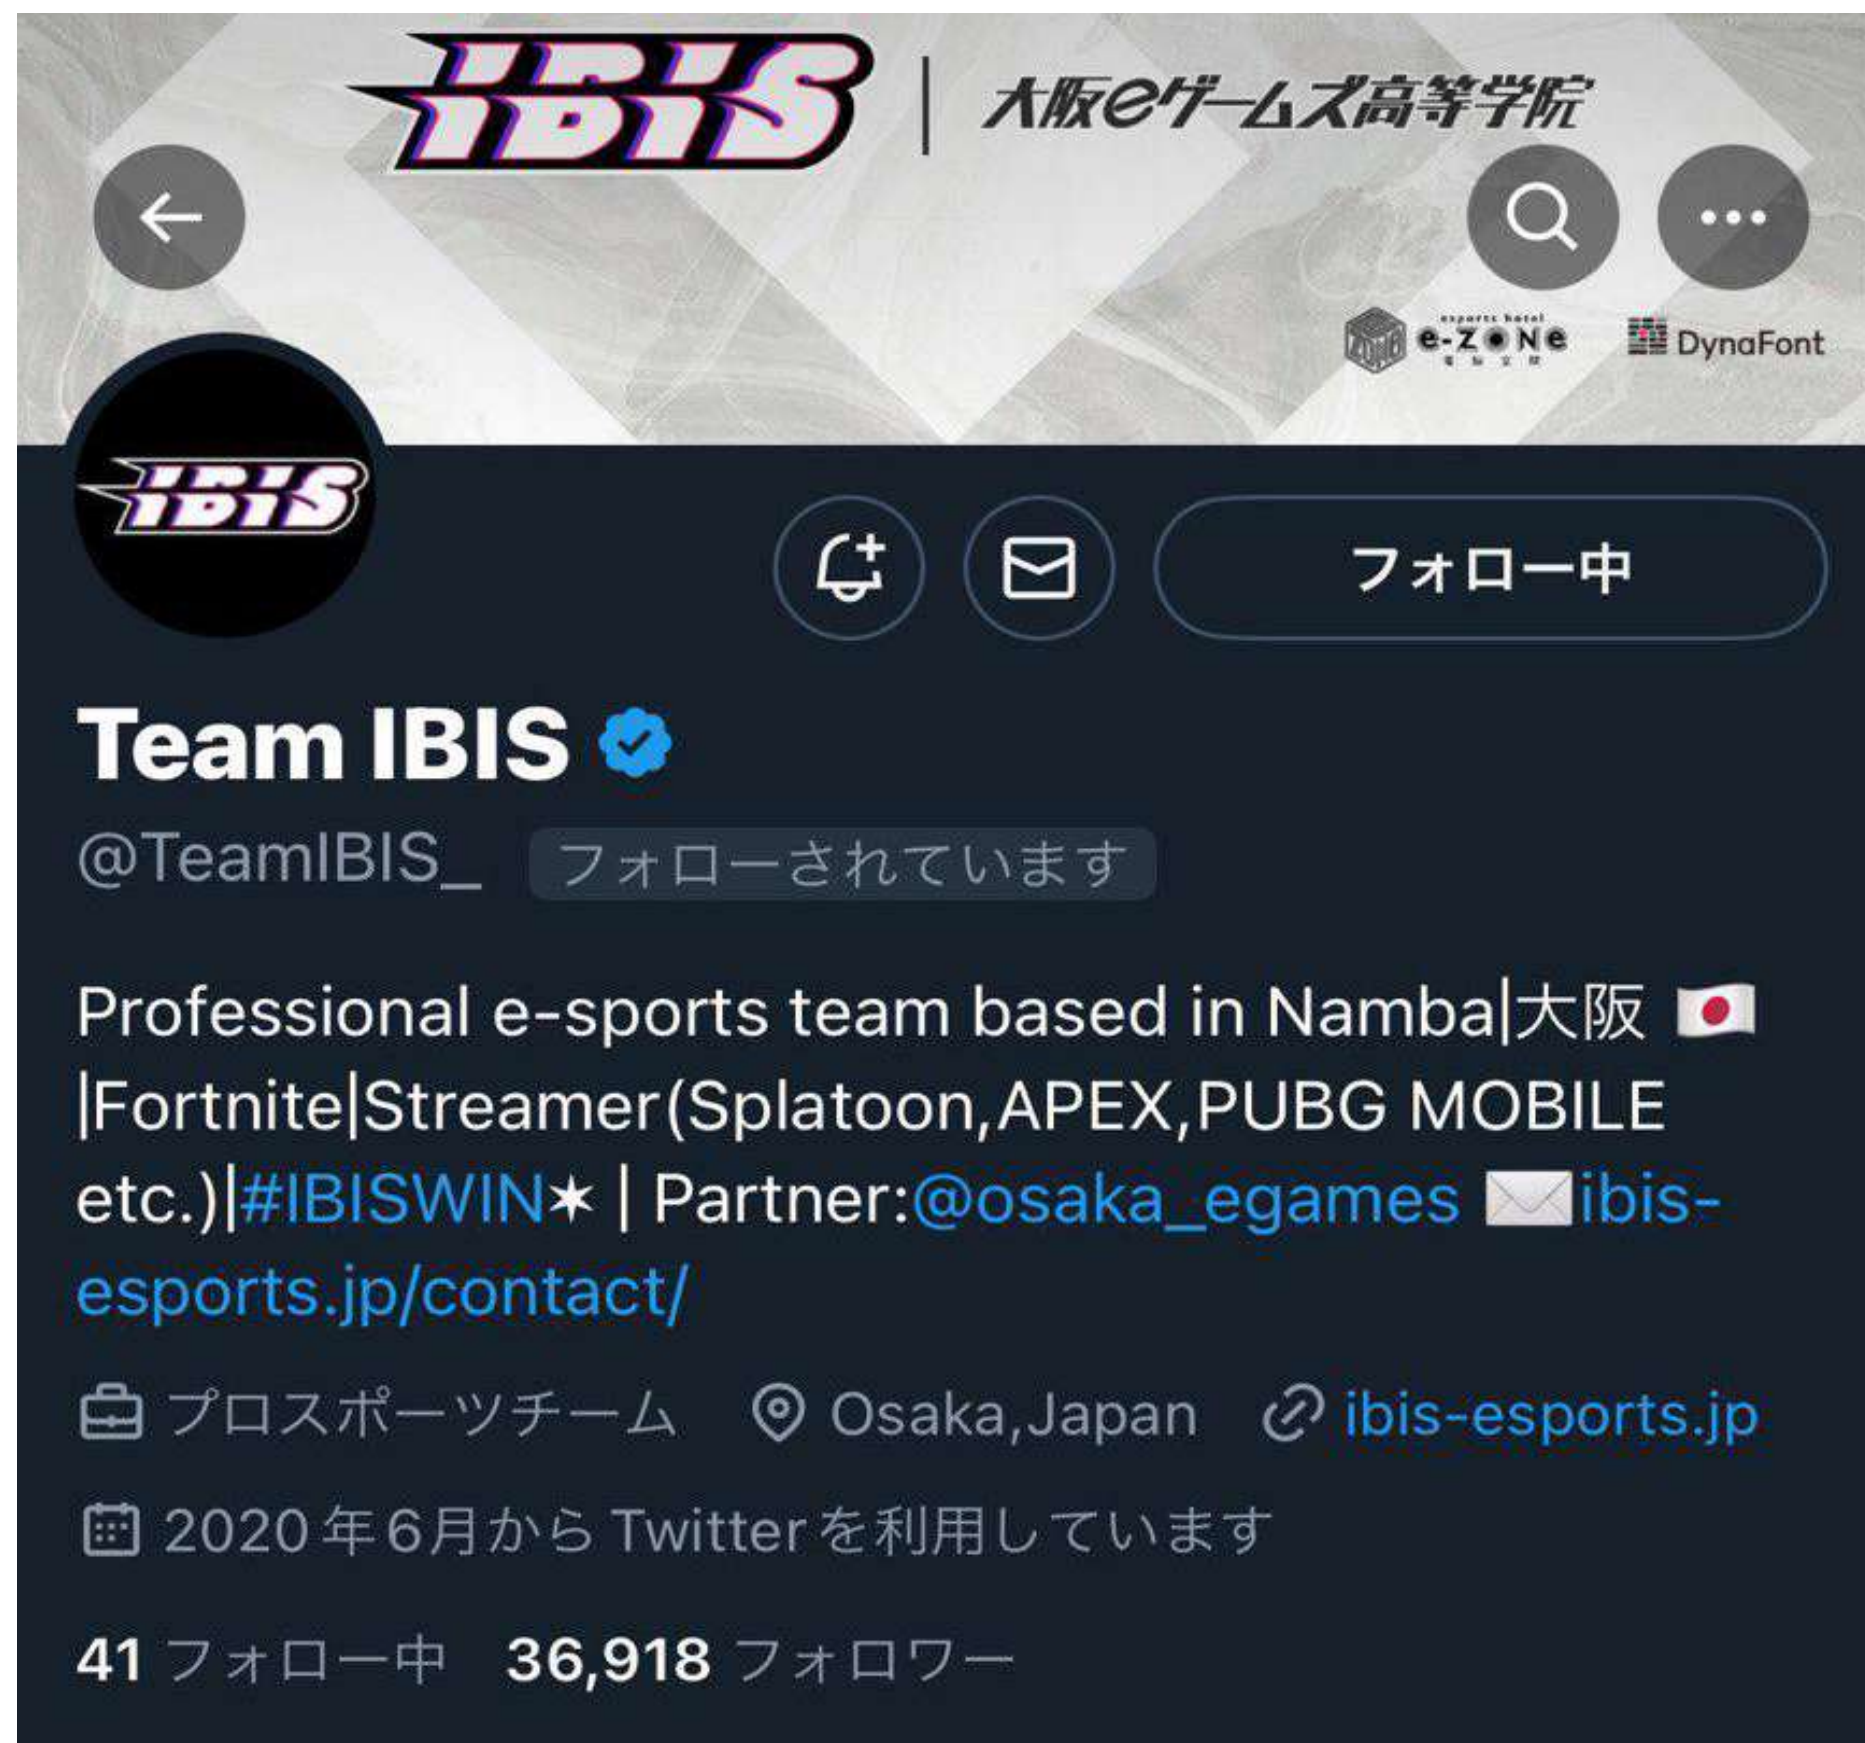 IBIS | 大阪eゲームズ高等学院
esports hotel
e-ZONe
電脳空間
DynaFont
IBIS
フォロー中
Team IBIS
@TeamIBIS_ フォローされています
Professional e-sports team based in Namba|大阪 🇯🇵
|Fortnite|Streamer(Splatoon,APEX,PUBG MOBILE
etc.)|#IBISWIN✶ | Partner:@osaka_egames ✉️ibis-
esports.jp/contact/
プロスポーツチーム Osaka,Japan ibis-esports.jp
2020年6月からTwitterを利用しています
41 フォロー中 36,918 フォロワー